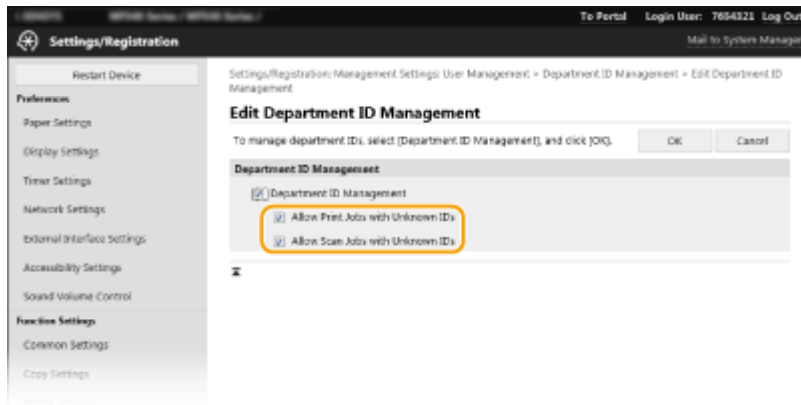 To Portal Login User: 7654321 Log Out
Settings/Registration
Mail to System Manager
Restart Device
Settings/Registration: Management Settings: User Management > Department ID Management > Edit Department ID
Management
Preferences
Edit Department ID Management
Paper Settings
To manage department IDs, select [Department ID Management], and click [OK].
OK
Cancel
Display Settings
Department ID Management
Timer Settings
Department ID Management
Network Settings
Allow Print Jobs with Unknown IDs
External Interface Settings
Allow Scan Jobs with Unknown IDs
Accessibility Settings
Sound Volume Control
Function Settings
Common Settings
Copy Settings